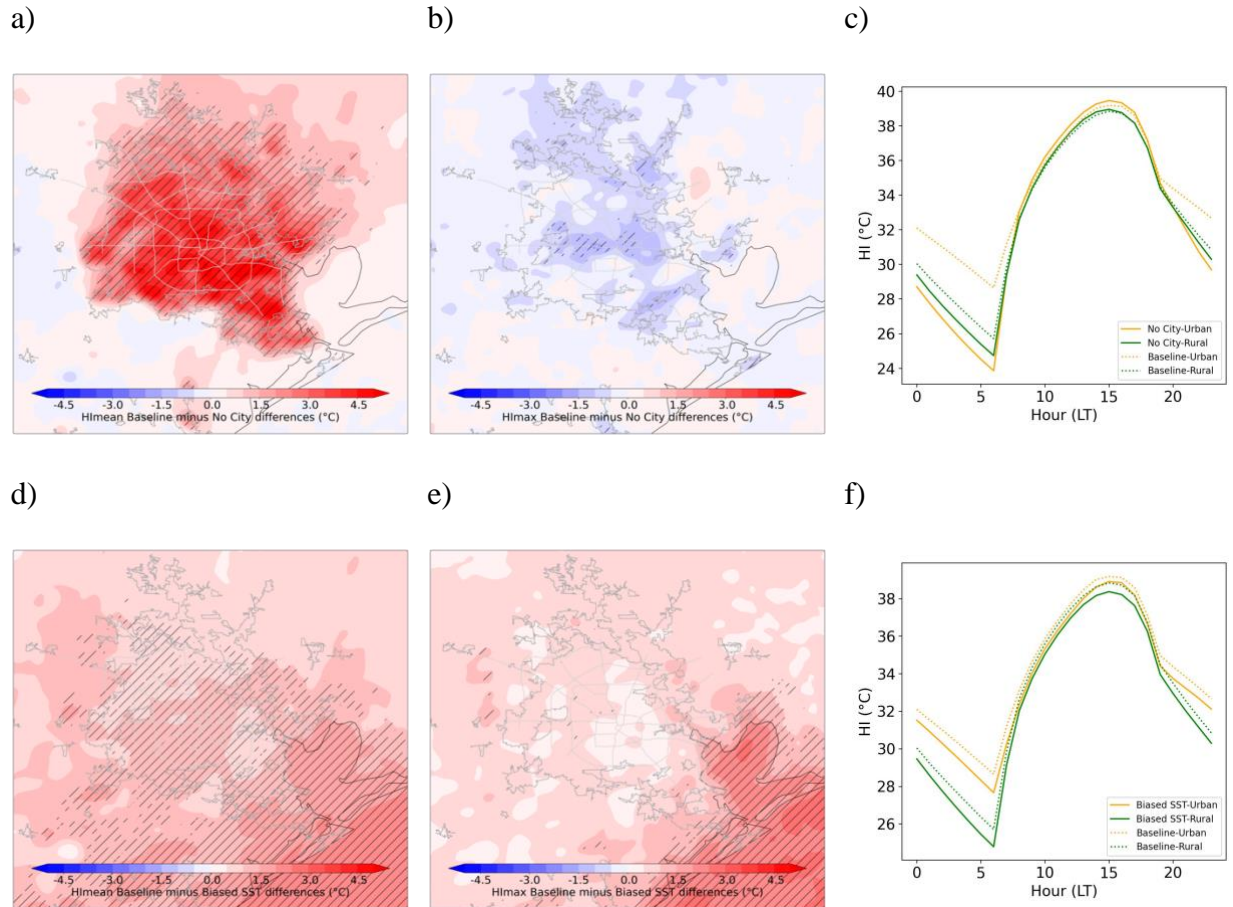 a)
b)
c)
-4.5 -3.0 -1.5 0.0 1.5 3.0 4.5
HImean Baseline minus No City differences (°C)
-4.5 -3.0 -1.5 0.0 1.5 3.0 4.5
HImax Baseline minus No City differences (°C)
HI (°C)
40
38
36
34
32
30
28
26
24
No City-Urban
No City-Rural
Baseline-Urban
Baseline-Rural
0 5 10 15 20
Hour (LT)
d)
e)
f)
-4.5 -3.0 -1.5 0.0 1.5 3.0 4.5
HImean Baseline minus Biased SST differences (°C)
-4.5 -3.0 -1.5 0.0 1.5 3.0 4.5
HImax Baseline minus Biased SST differences (°C)
HI (°C)
38
36
34
32
30
28
26
Biased SST-Urban
Biased SST-Rural
Baseline-Urban
Baseline-Rural
0 5 10 15 20
Hour (LT)